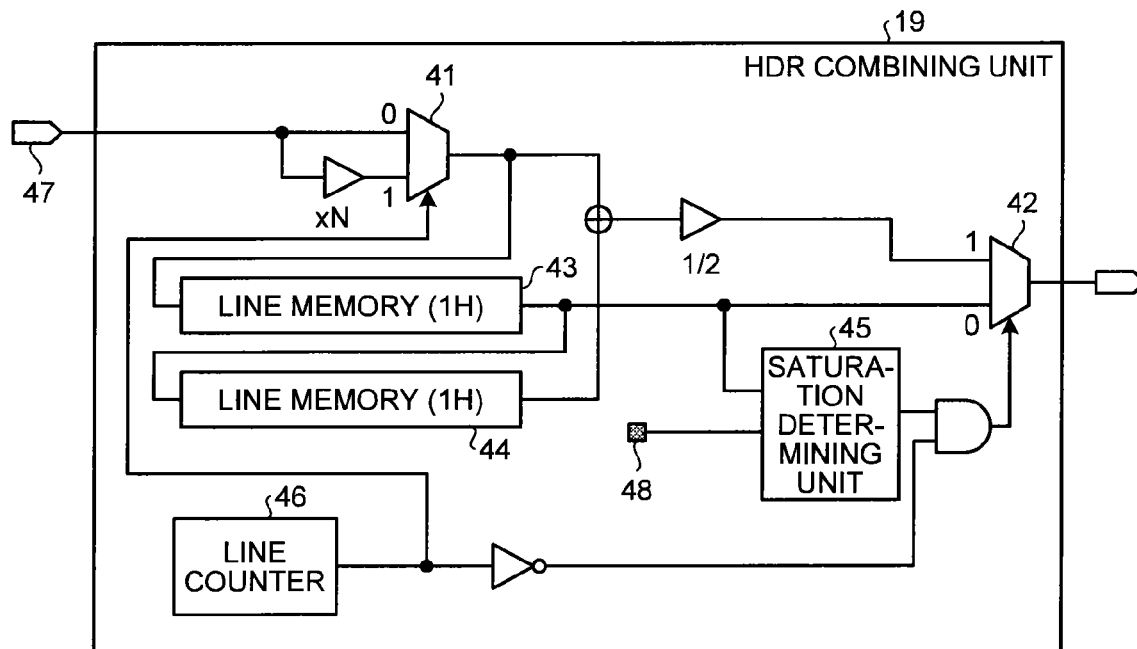 19
HDR COMBINING UNIT
41
0
47
1
xN
42
1
1/2
43
LINE MEMORY (1H)
0
45
SATURA-
TION
DETER-
MINING
UNIT
LINE MEMORY (1H)
44
48
46
LINE
COUNTER